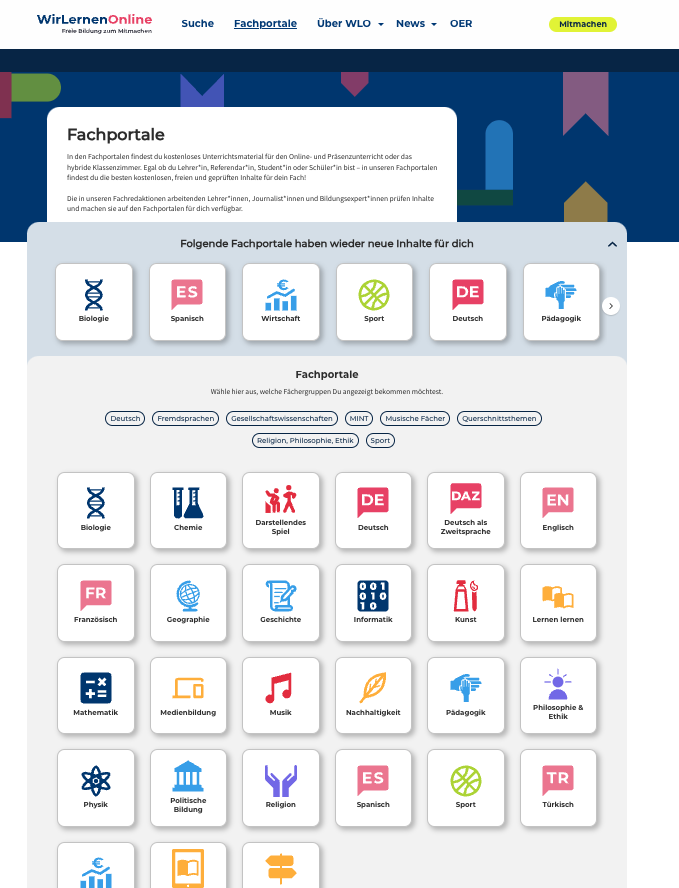 WirLernenOnline
Freie Bildung zum Mitmachen
Suche
Fachportale
Über WLO
News
OER
Mitmachen
Fachportale
In den Fachportalen findest du kostenloses Unterrichtsmaterial für den Online- und Präsenzunterricht oder das
hybride Klassenzimmer. Egal ob du Lehrer*in, Referendar*in, Student*in oder Schüler*in bist – in unseren Fachportalen
findest du die besten kostenlosen, freien und geprüften Inhalte für dein Fach!
Die in unseren Fachredaktionen arbeitenden Lehrer*innen, Journalist*innen und Bildungsexpert*innen prüfen Inhalte
und machen sie auf den Fachportalen für dich verfügbar.
Folgende Fachportale haben wieder neue Inhalte für dich
ES
€
DE
Biologie
Spanisch
Wirtschaft
Sport
Deutsch
Pädagogik
Fachportale
Wähle hier aus, welche Fächergruppen Du angezeigt bekommen möchtest.
Deutsch
Fremdsprachen
Gesellschaftswissenschaften
MINT
Musische Fächer
Querschnittsthemen
Religion, Philosophie, Ethik
Sport
DE
DAZ
EN
Biologie
Chemie
Darstellendes
Spiel
Deutsch
Deutsch als
Zweitsprache
Englisch
FR
001
010
10
Französisch
Geographie
Geschichte
Informatik
Kunst
Lernen lernen
Mathematik
Medienbildung
Musik
Nachhaltigkeit
Pädagogik
Philosophie &
Ethik
ES
TR
Physik
Politische
Bildung
Religion
Spanisch
Sport
Türkisch
€